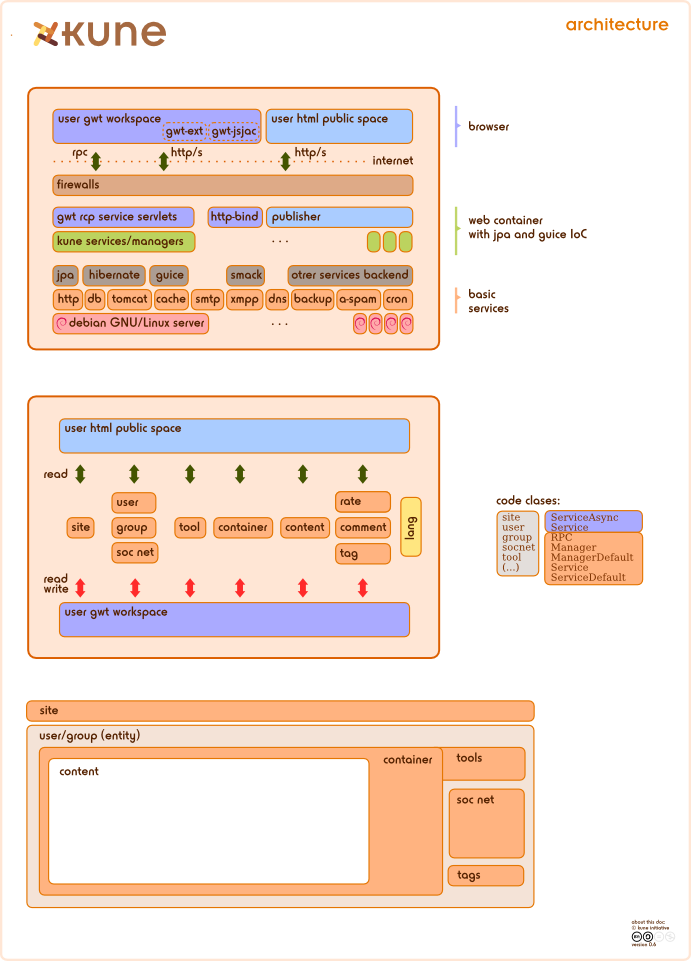 kune
architecture
user gwt workspace
gwt-ext
gwt-jsjac
user html public space
browser
rpc
http/s
http/s
internet
firewalls
gwt rcp service servlets
http-bind
publisher
kune services/managers
...
web container
with jpa and guice IoC
jpa
hibernate
guice
smack
otrer services backend
http
db
tomcat
cache
smtp
xmpp
dns
backup
a-spam
cron
basic
services
debian GNU/Linux server
...
user html public space
read
user
rate
site
group
tool
container
content
comment
lang
soc net
tag
read
write
user gwt workspace
code clases:
site
user
group
socnet
tool
(...)
ServiceAsync
Service
RPC
Manager
ManagerDefault
Service
ServiceDefault
site
user/group (entity)
container
tools
content
soc net
tags
about this doc:
© kune initiative
version 0.6